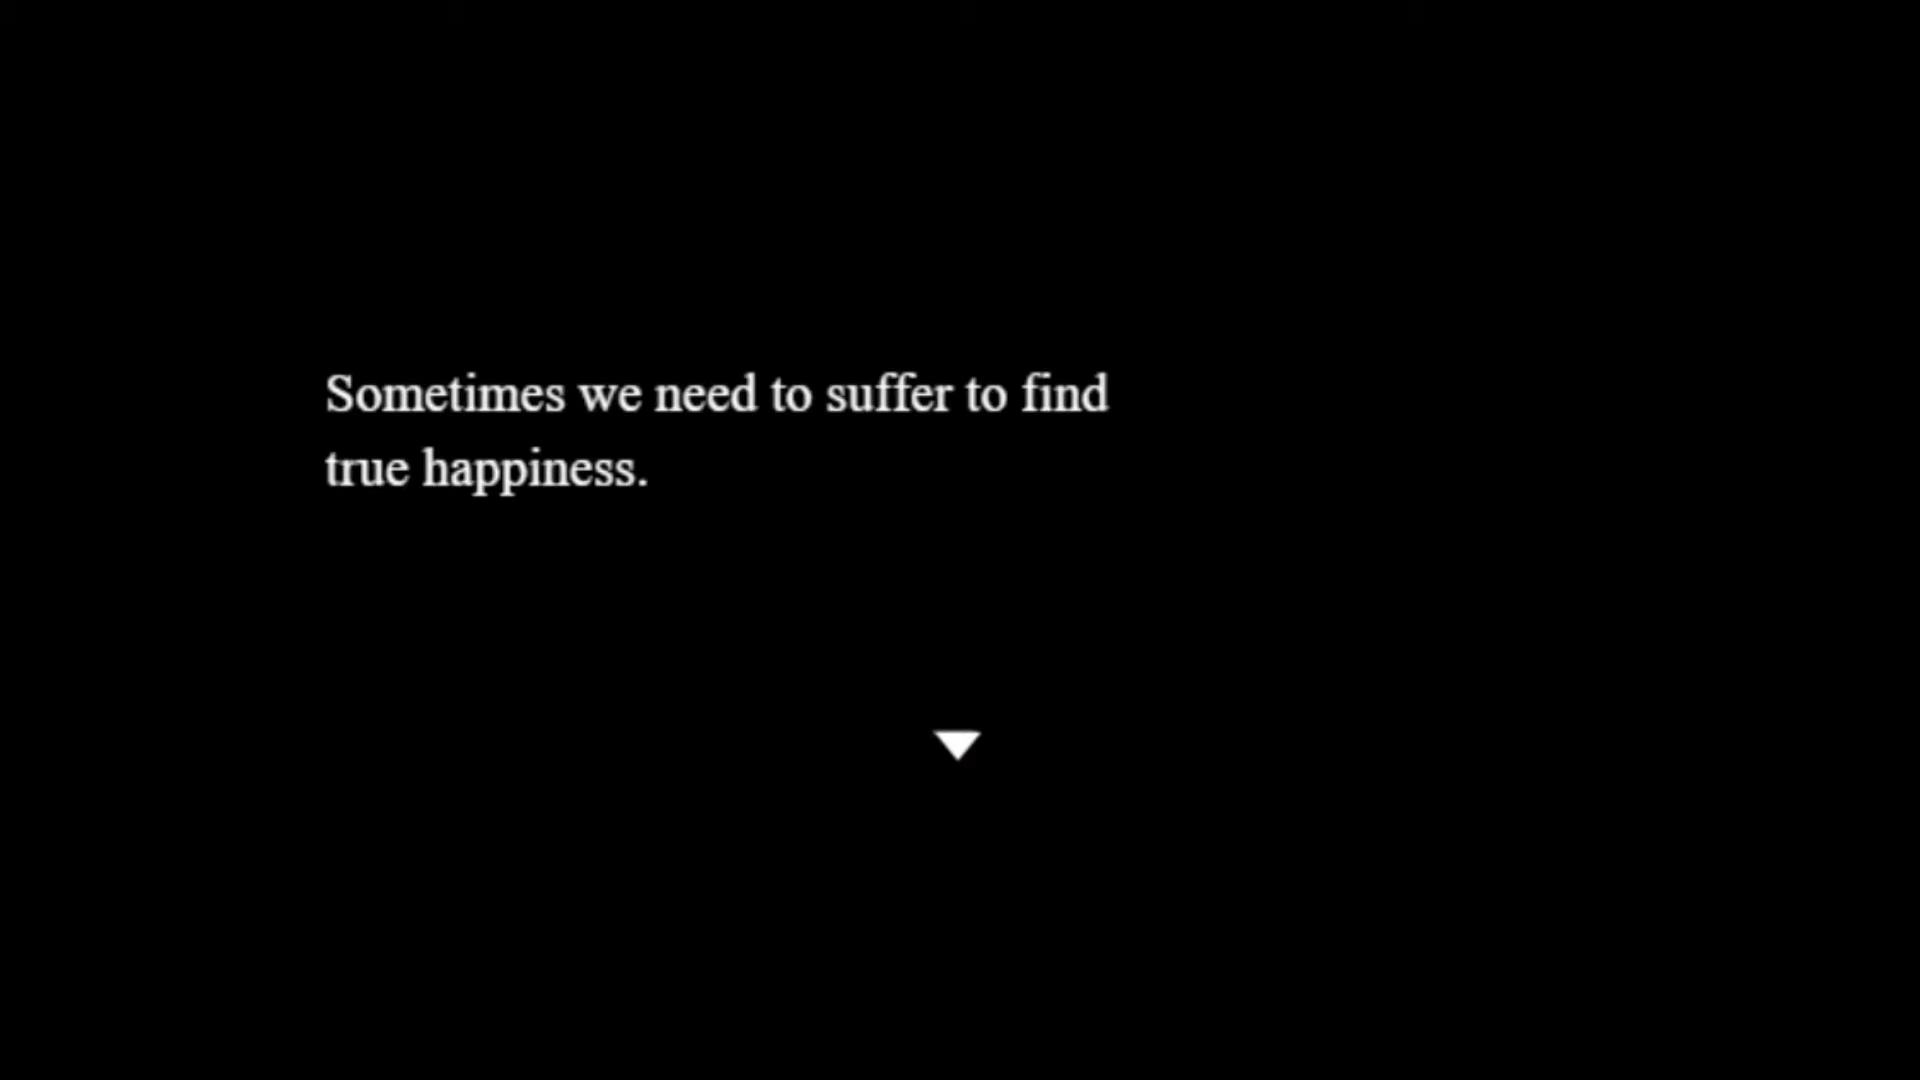 Sometimes we need to suffer to find
true happiness.